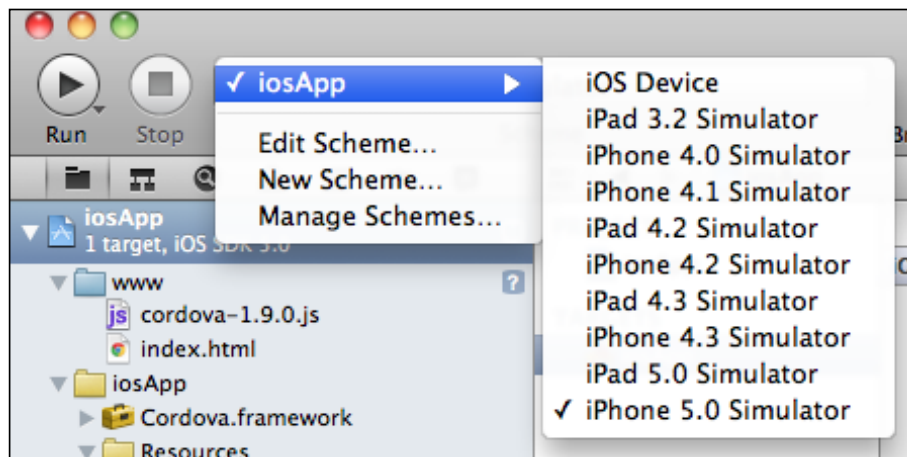 Run
Stop
iosApp
Edit Scheme...
New Scheme...
Manage Schemes...
iOS Device
iPad 3.2 Simulator
iPhone 4.0 Simulator
iPhone 4.1 Simulator
iPad 4.2 Simulator
iPhone 4.2 Simulator
iPad 4.3 Simulator
iPhone 4.3 Simulator
iPad 5.0 Simulator
✓ iPhone 5.0 Simulator
iosApp
1 target, iOS SDK 5.0
www
?
js cordova-1.9.0.js
index.html
iosApp
Cordova.framework
Resources